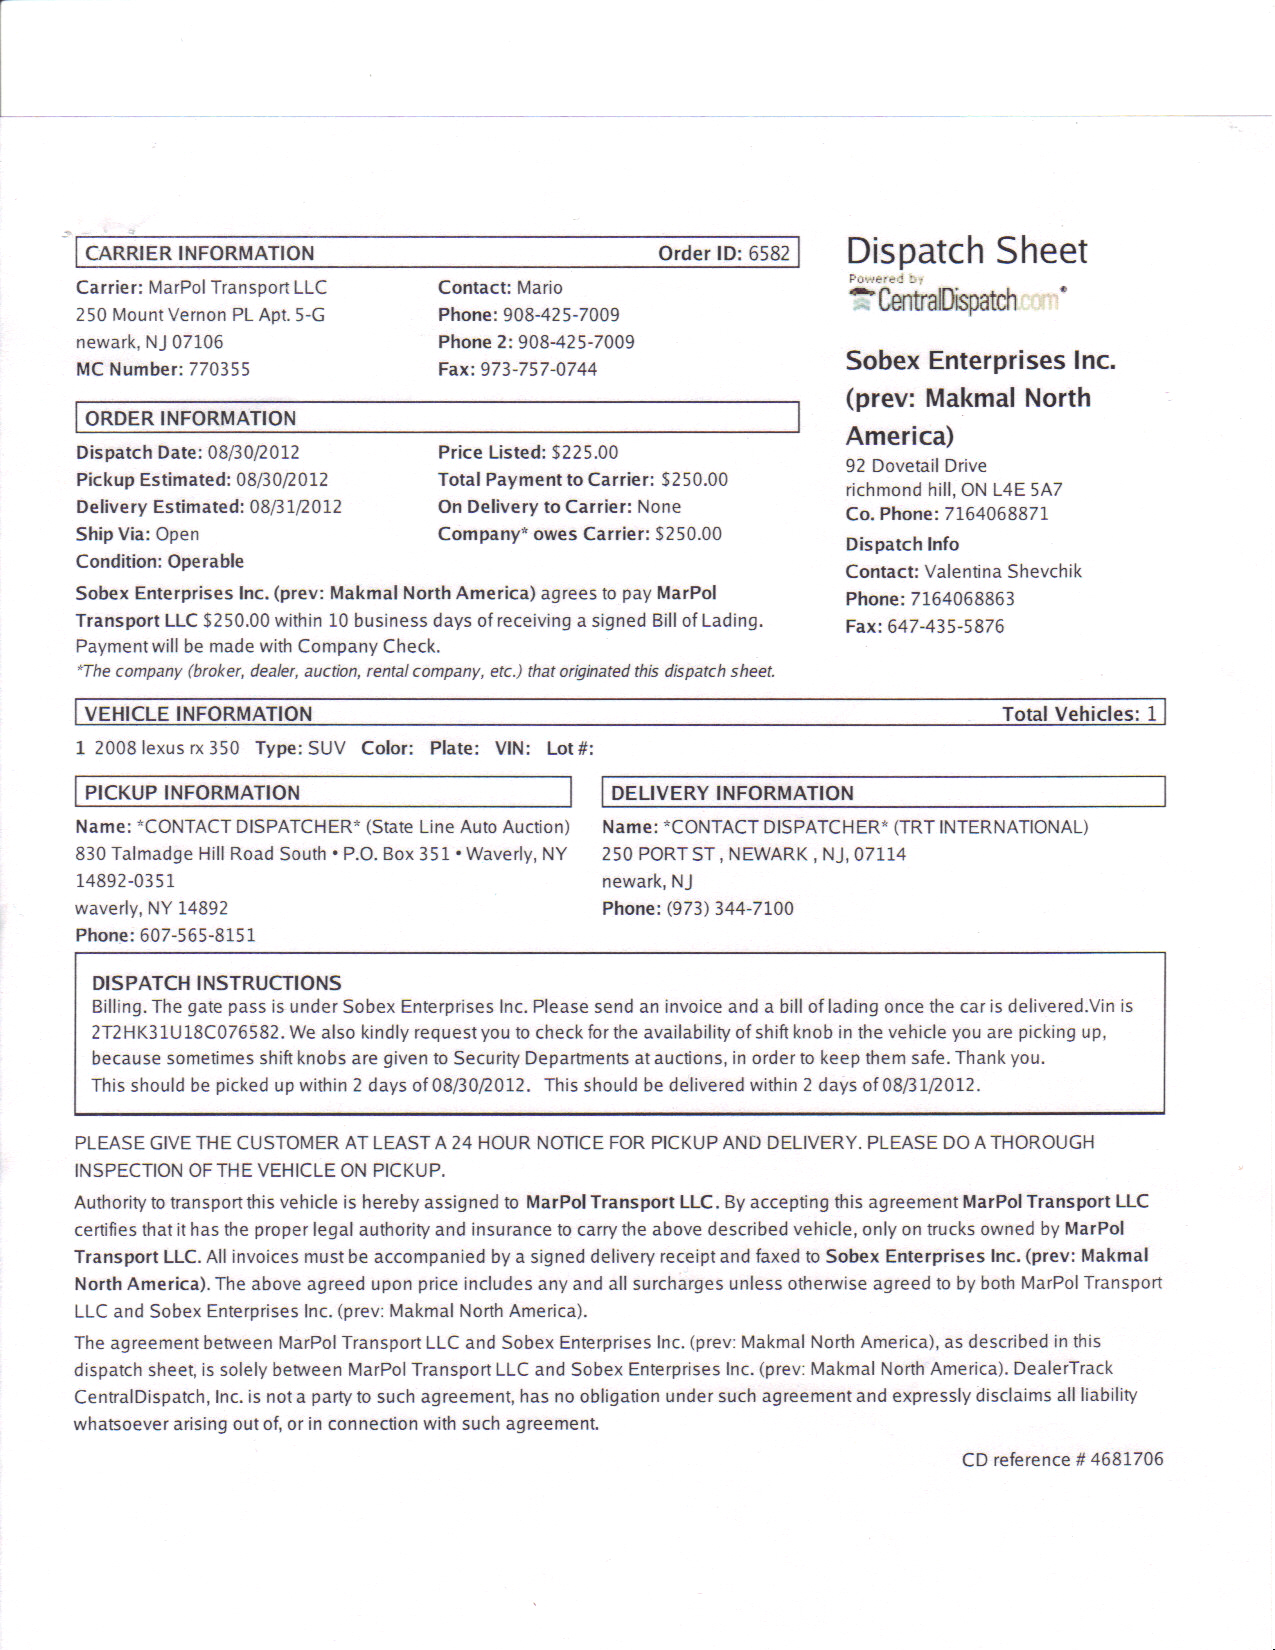 CARRIER INFORMATION Order ID: 6582
Carrier: MarPol Transport LLC
250 Mount Vernon PL Apt. 5-G
newark, NJ 07106
MC Number: 770355
Contact: Mario
Phone: 908-425-7009
Phone 2: 908-425-7009
Fax: 973-757-0744
Dispatch Sheet
Powered by
CentralDispatch.com
Sobex Enterprises Inc.
(prev: Makmal North
America)
92 Dovetail Drive
richmond hill, ON L4E 5A7
Co. Phone: 7164068871
Dispatch Info
Contact: Valentina Shevchik
Phone: 7164068863
Fax: 647-435-5876
ORDER INFORMATION
Dispatch Date: 08/30/2012
Pickup Estimated: 08/30/2012
Delivery Estimated: 08/31/2012
Ship Via: Open
Condition: Operable
Price Listed: $225.00
Total Payment to Carrier: $250.00
On Delivery to Carrier: None
Company* owes Carrier: $250.00
Sobex Enterprises Inc. (prev: Makmal North America) agrees to pay MarPol
Transport LLC $250.00 within 10 business days of receiving a signed Bill of Lading.
Payment will be made with Company Check.
*The company (broker, dealer, auction, rental company, etc.) that originated this dispatch sheet.
VEHICLE INFORMATION Total Vehicles: 1
1 2008 lexus rx 350 Type: SUV Color: Plate: VIN: Lot #:
PICKUP INFORMATION
Name: *CONTACT DISPATCHER* (State Line Auto Auction)
830 Talmadge Hill Road South • P.O. Box 351 • Waverly, NY
14892-0351
waverly, NY 14892
Phone: 607-565-8151
DELIVERY INFORMATION
Name: *CONTACT DISPATCHER* (TRT INTERNATIONAL)
250 PORT ST , NEWARK , NJ, 07114
newark, NJ
Phone: (973) 344-7100
DISPATCH INSTRUCTIONS
Billing. The gate pass is under Sobex Enterprises Inc. Please send an invoice and a bill of lading once the car is delivered.Vin is
2T2HK31U18C076582. We also kindly request you to check for the availability of shift knob in the vehicle you are picking up,
because sometimes shift knobs are given to Security Departments at auctions, in order to keep them safe. Thank you.
This should be picked up within 2 days of 08/30/2012. This should be delivered within 2 days of 08/31/2012.
PLEASE GIVE THE CUSTOMER AT LEAST A 24 HOUR NOTICE FOR PICKUP AND DELIVERY. PLEASE DO A THOROUGH
INSPECTION OF THE VEHICLE ON PICKUP.
Authority to transport this vehicle is hereby assigned to MarPol Transport LLC. By accepting this agreement MarPol Transport LLC
certifies that it has the proper legal authority and insurance to carry the above described vehicle, only on trucks owned by MarPol
Transport LLC. All invoices must be accompanied by a signed delivery receipt and faxed to Sobex Enterprises Inc. (prev: Makmal
North America). The above agreed upon price includes any and all surcharges unless otherwise agreed to by both MarPol Transport
LLC and Sobex Enterprises Inc. (prev: Makmal North America).
The agreement between MarPol Transport LLC and Sobex Enterprises Inc. (prev: Makmal North America), as described in this
dispatch sheet, is solely between MarPol Transport LLC and Sobex Enterprises Inc. (prev: Makmal North America). DealerTrack
CentralDispatch, Inc. is not a party to such agreement, has no obligation under such agreement and expressly disclaims all liability
whatsoever arising out of, or in connection with such agreement.
CD reference # 4681706